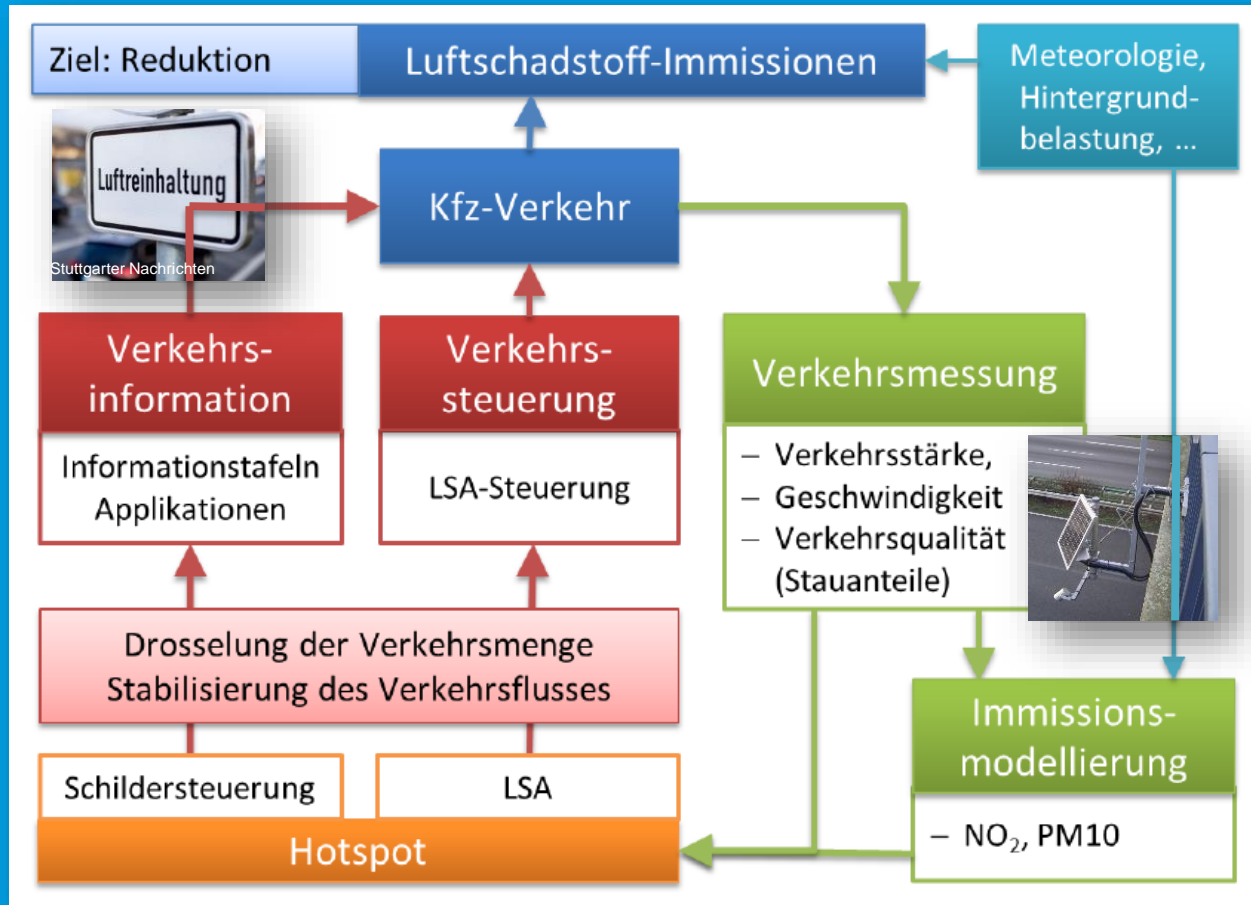 Ziel: Reduktion
Luftschadstoff-Immissionen
Meteorologie,
Hintergrund-
belastung, ...
Luftreinhaltung
Stuttgarter Nachrichten
Kfz-Verkehr
Verkehrs-
information
Informationstafeln
Applikationen
Verkehrs-
steuerung
LSA-Steuerung
Verkehrsmessung
– Verkehrsstärke,
– Geschwindigkeit
– Verkehrsqualität
(Stauanteile)
Drosselung der Verkehrsmenge
Stabilisierung des Verkehrsflusses
Immissions-
modellierung
– NO₂, PM10
Schildersteuerung
LSA
Hotspot